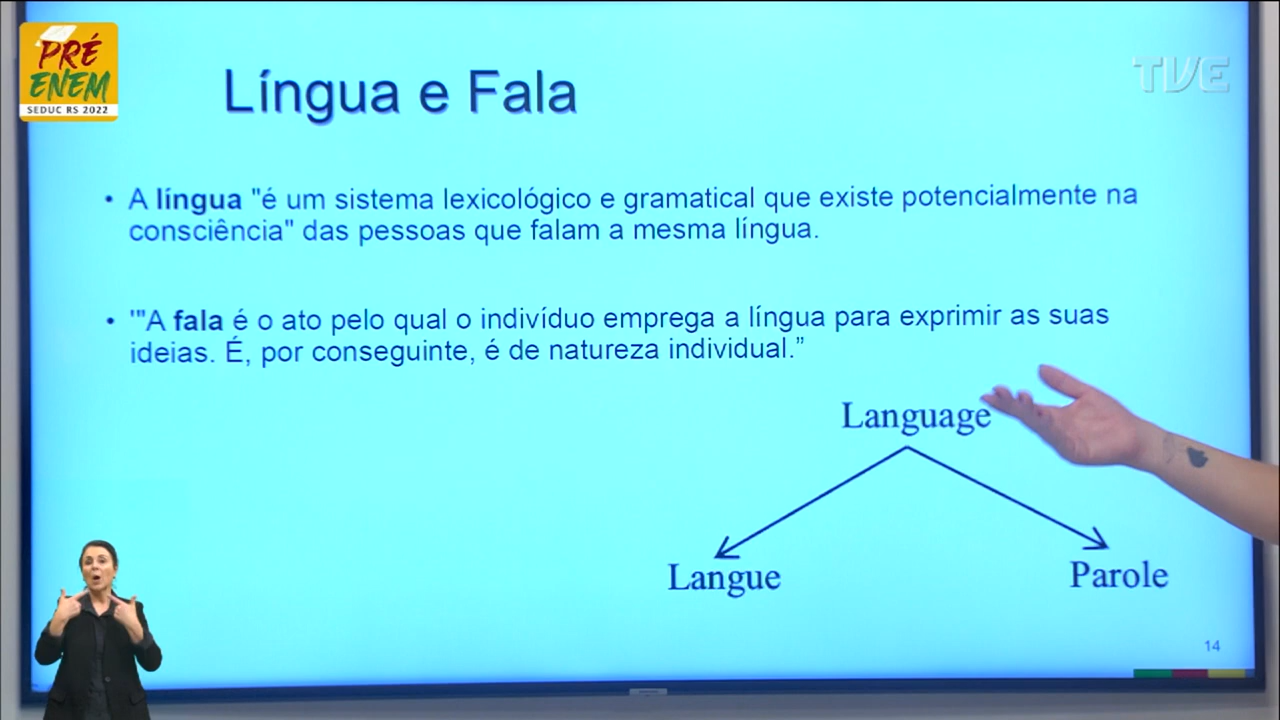 PRÉ
ENEM
SEDUC RS 2022
TVE
Língua e Fala
• A língua "é um sistema lexicológico e gramatical que existe potencialmente na
consciência" das pessoas que falam a mesma língua.
• '"A fala é o ato pelo qual o indivíduo emprega a língua para exprimir as suas
ideias. É, por conseguinte, é de natureza individual.”
Language
Langue
Parole
14